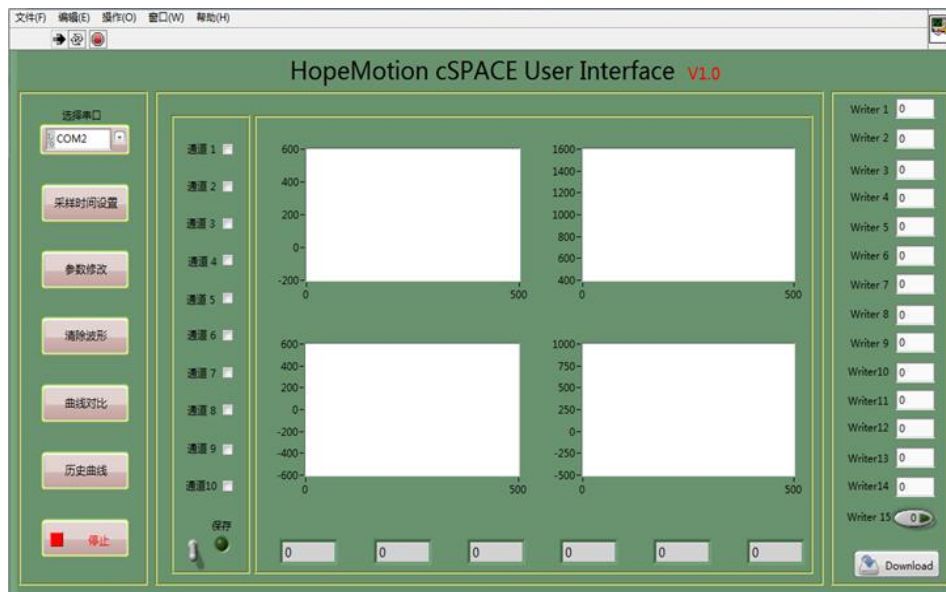 文件(F) 编辑(E) 操作(O) 窗口(W) 帮助(H)
HopeMotion cSPACE User Interface V1.0
选择串口
COM2
采样时间设置
参数修改
清除波形
曲线对比
历史曲线
停止
通道 1
通道 2
通道 3
通道 4
通道 5
通道 6
通道 7
通道 8
通道 9
通道10
保存
600
400
200
0
-200
0 500
1600
1400
1200
1000
800
600
400
0 500
600
400
200
0
-200
-400
-600
0 500
1000
750
500
250
0
-250
-500
0 500
0 0 0 0 0 0
Writer 1 0
Writer 2 0
Writer 3 0
Writer 4 0
Writer 5 0
Writer 6 0
Writer 7 0
Writer 8 0
Writer 9 0
Writer10 0
Writer11 0
Writer12 0
Writer13 0
Writer14 0
Writer 15 0
Download